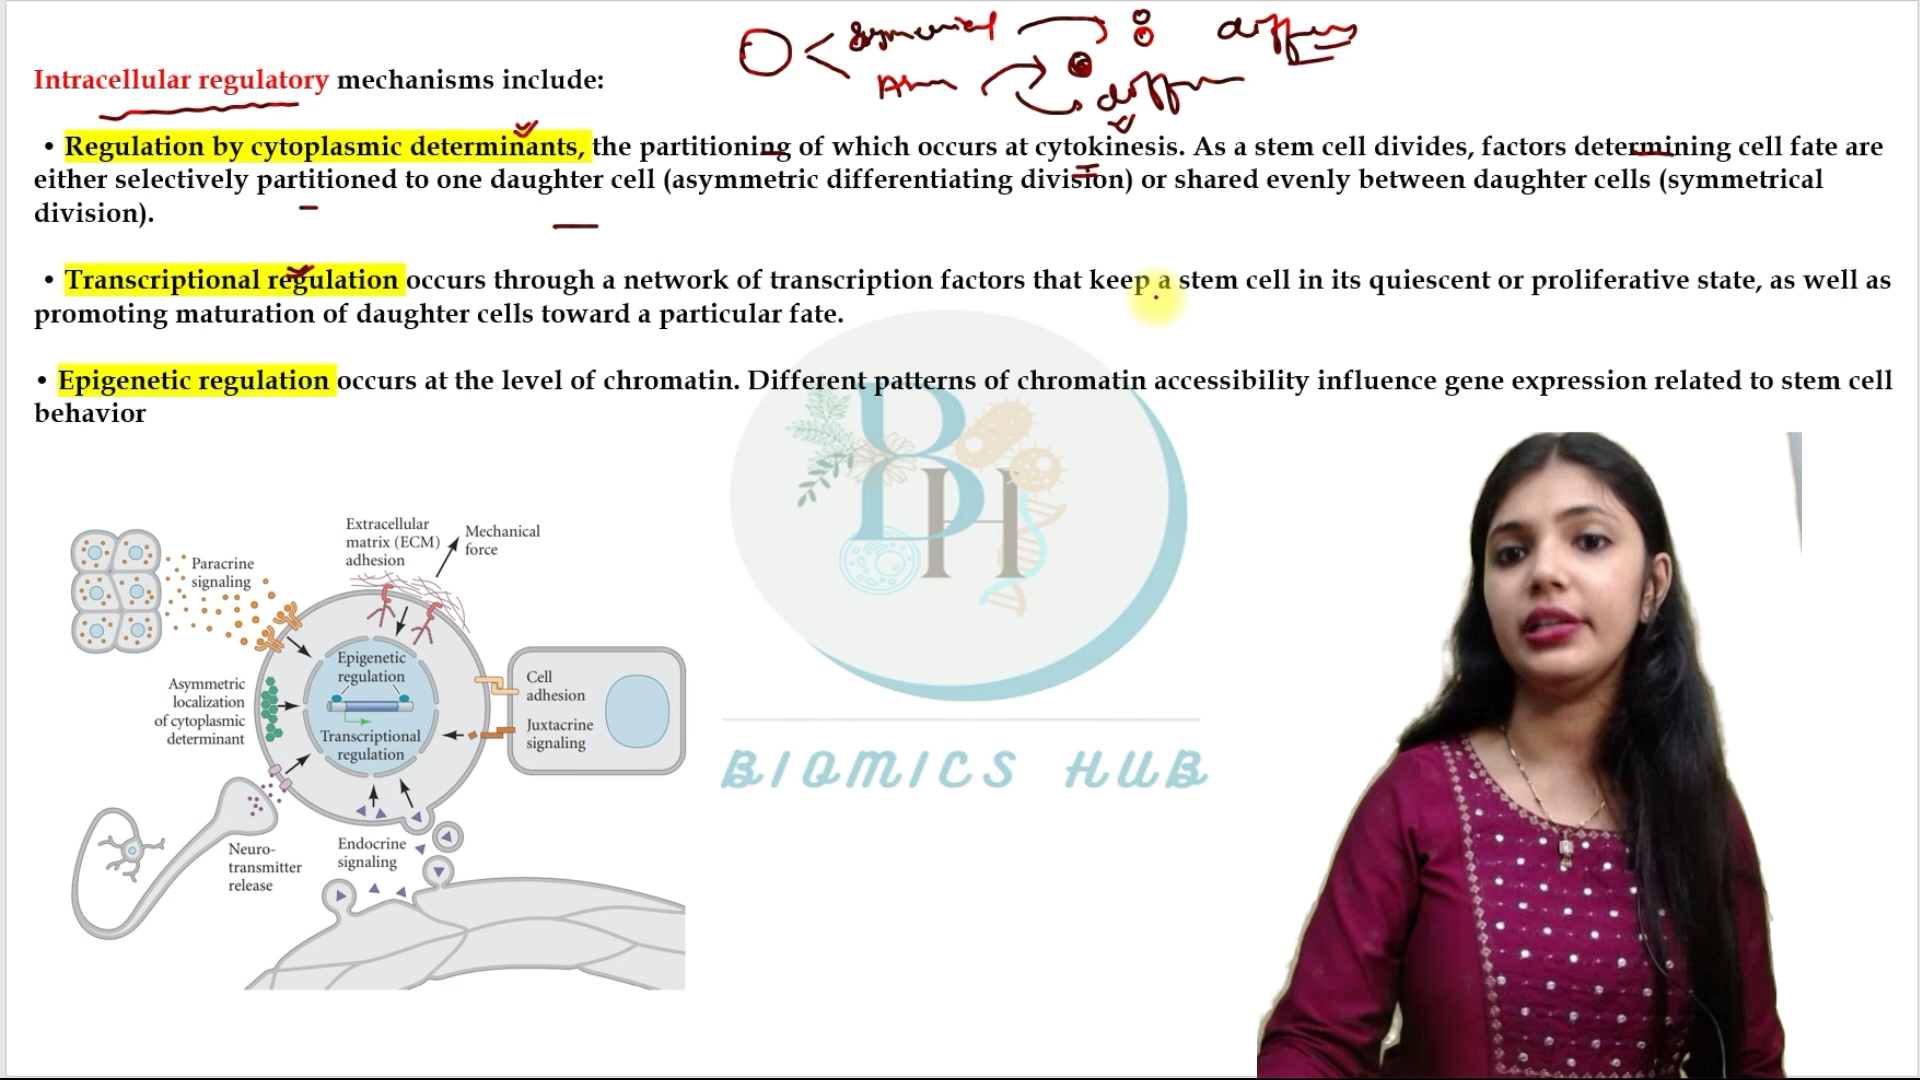 Symmerical
Intracellular regulatory mechanisms include:
• Regulation by cytoplasmic determinants, the partitioning of which occurs at cytokinesis. As a stem cell divides, factors determining cell fate are
either selectively partitioned to one daughter cell (asymmetric differentiating division) or shared evenly between daughter cells (symmetrical
division).
• Transcriptional regulation occurs through a network of transcription factors that keep a stem cell in its quiescent or proliferative state, as well as
promoting maturation of daughter cells toward a particular fate.
• Epigenetic regulation occurs at the level of chromatin. Different patterns of chromatin accessibility influence gene expression related to stem cell
behavior
Extracellular
matrix (ECM)
adhesion
Mechanical
force
Paracrine
signaling
Epigenetic
regulation
Asymmetric
localization
of cytoplasmic
determinant
Transcriptional
regulation
Cell
adhesion
Juxtacrine
signaling
Neuro-
transmitter
release
Endocrine
signaling
BH
BIOMICS HUB